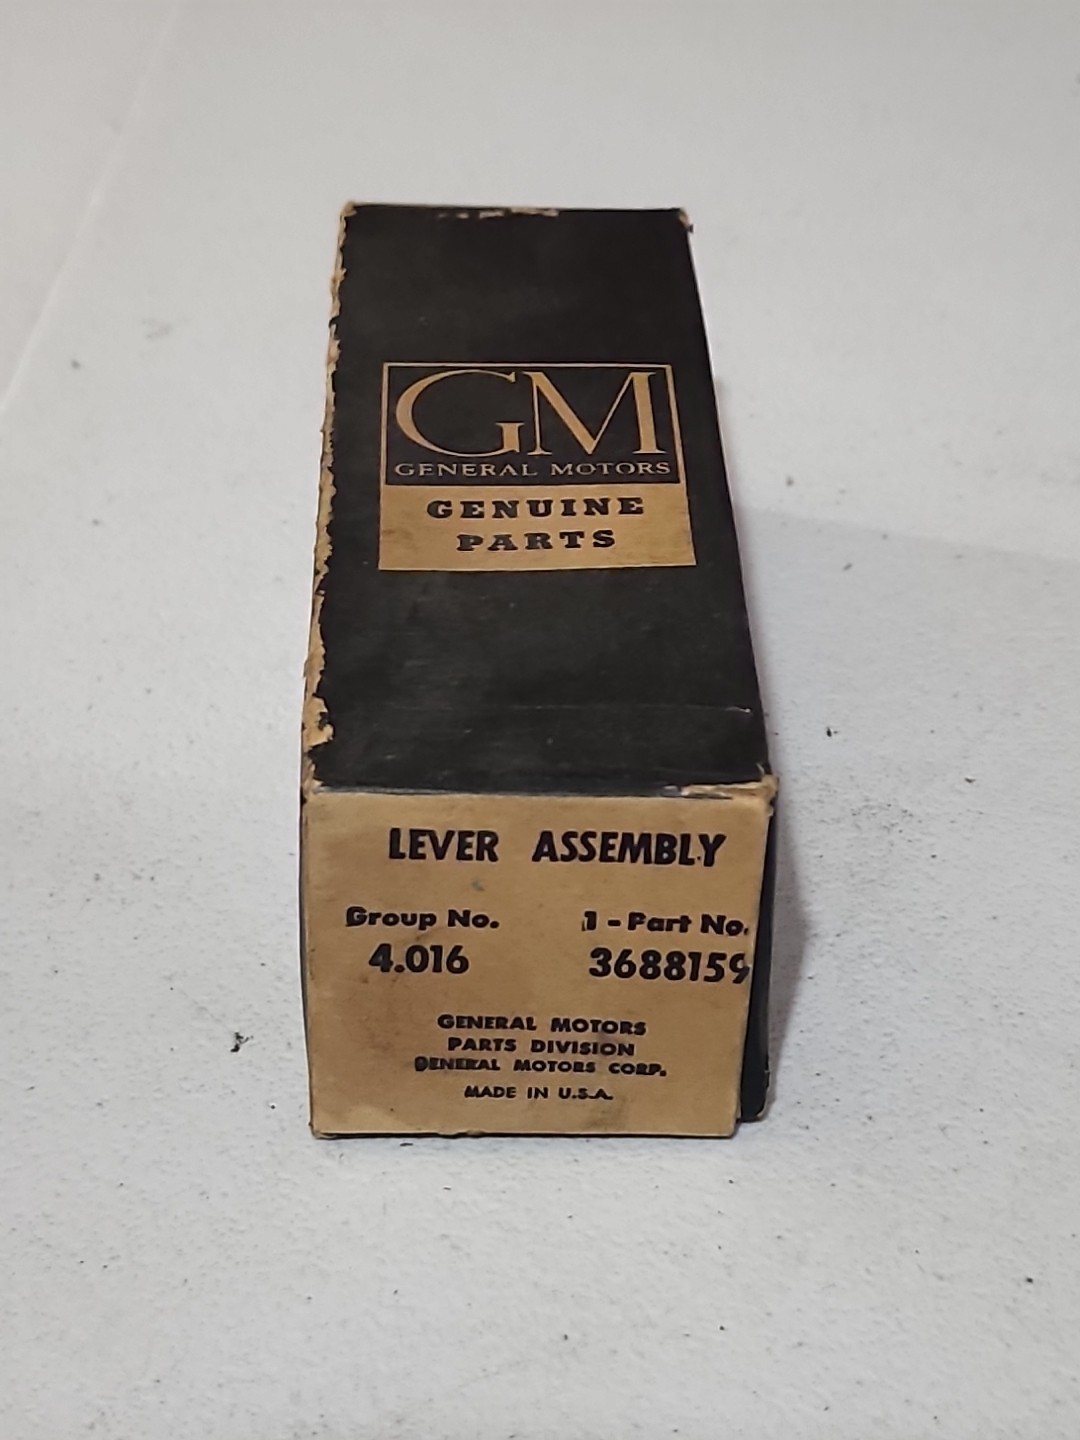 GM
GENERAL MOTORS
GENUINE
PARTS
LEVER ASSEMBLY
Group No. 1 - Part No.
4.016 3688159
GENERAL MOTORS
PARTS DIVISION
GENERAL MOTORS CORP.
MADE IN U.S.A.